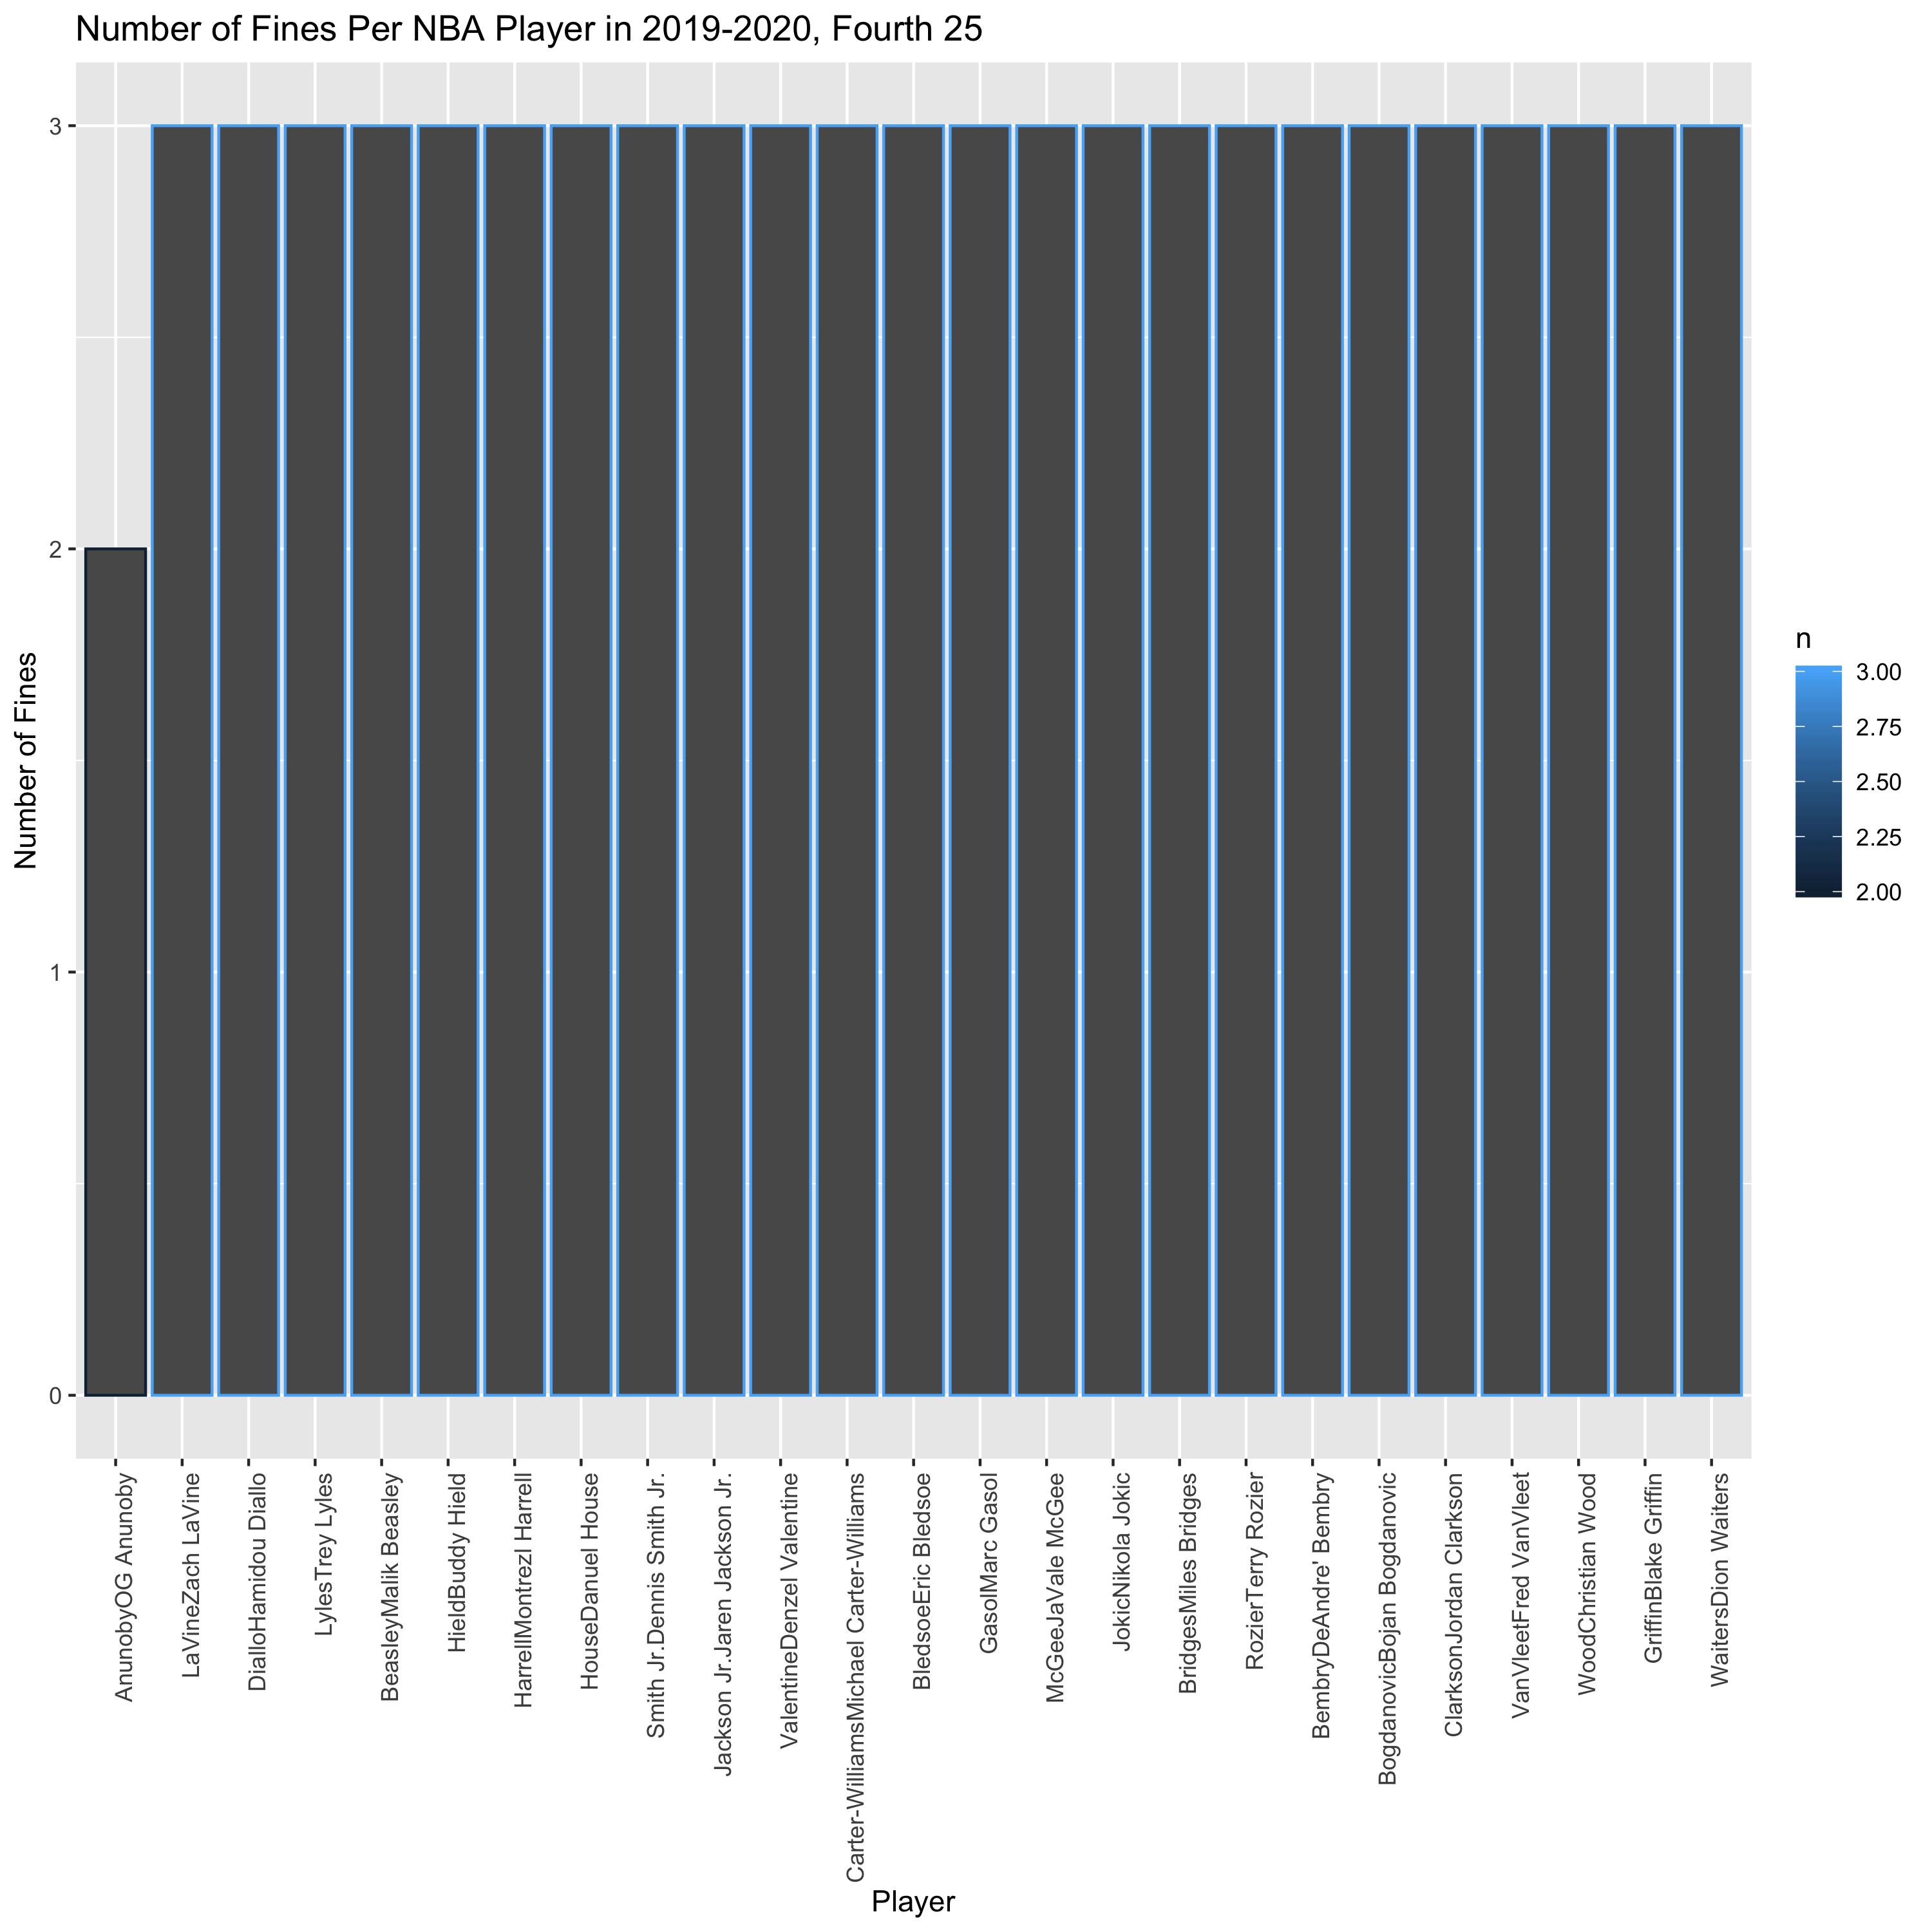 Number of Fines Per NBA Player in 2019-2020, Fourth 25
Number of Fines
3
2
1
0
AnunobyOG Anunoby
LaVineZach LaVine
DialloHamidou Diallo
LylesTrey Lyles
BeasleyMalik Beasley
HieldBuddy Hield
HarrellMontrezl Harrell
HouseDanuel House
Smith Jr.Dennis Smith Jr.
Jackson Jr.Jaren Jackson Jr.
ValentineDenzel Valentine
Carter-WilliamsMichael Carter-Williams
BledsoeEric Bledsoe
GasolMarc Gasol
McGeeJaVale McGee
JokicNikola Jokic
BridgesMiles Bridges
RozierTerry Rozier
BembryDeAndre' Bembry
BogdanovicBojan Bogdanovic
ClarksonJordan Clarkson
VanVleetFred VanVleet
WoodChristian Wood
GriffinBlake Griffin
WaitersDion Waiters
Player
n
3.00
2.75
2.50
2.25
2.00